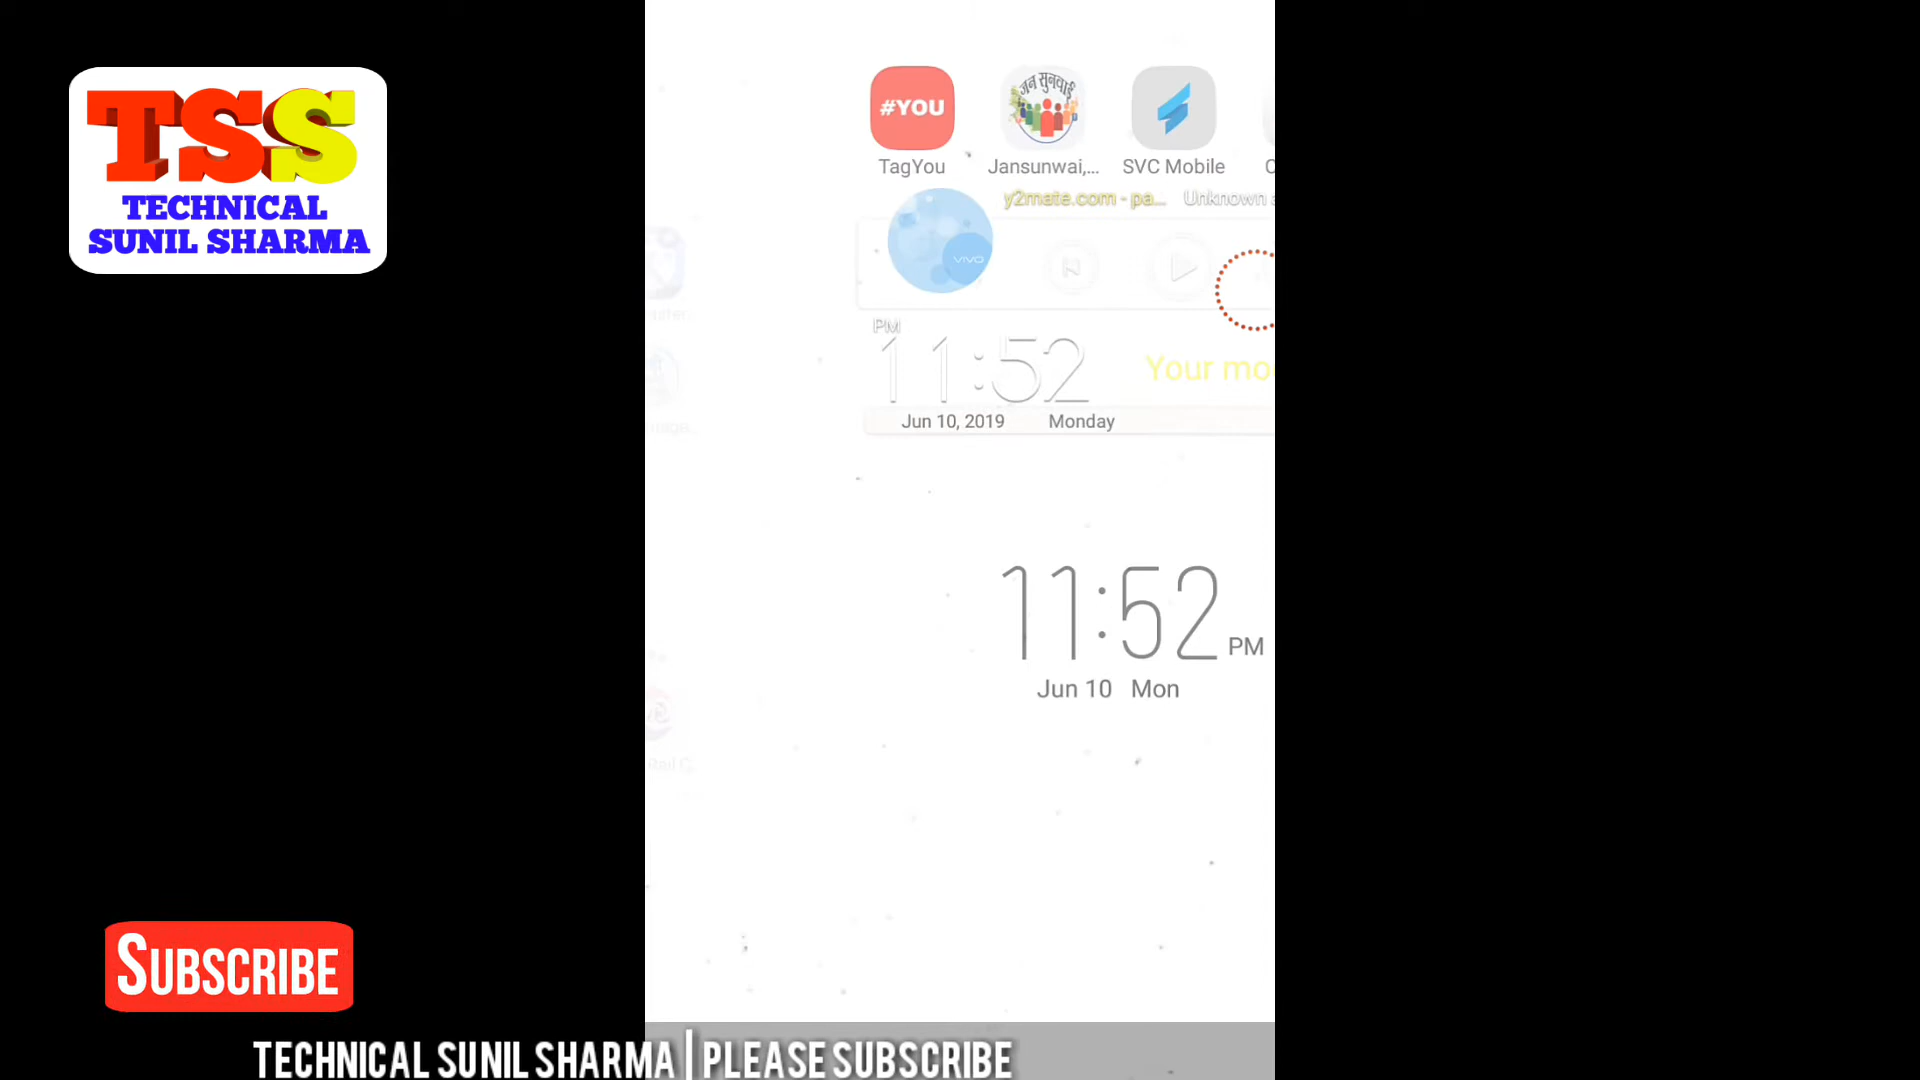 TSS
TECHNICAL
SUNIL SHARMA
#YOU
जन सुनवाई
TagYou
Jansunwai,...
SVC Mobile
y2mate.com - pa...
Unknown
vivo
PM
11:52
Your mo
Jun 10, 2019
Monday
11:52
PM
Jun 10 Mon
SUBSCRIBE
TECHNICAL SUNIL SHARMA | PLEASE SUBSCRIBE